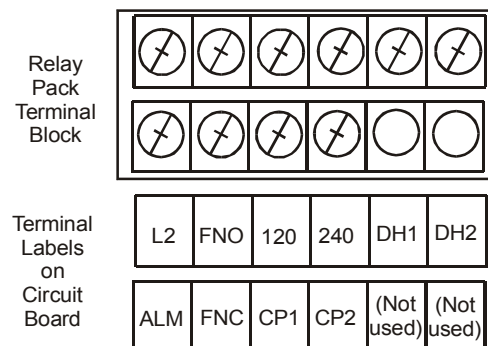 Relay
Pack
Terminal
Block
Terminal
Labels
on
Circuit
Board
L2 FNO 120 240 DH1 DH2
ALM FNC CP1 CP2 (Not used) (Not used)